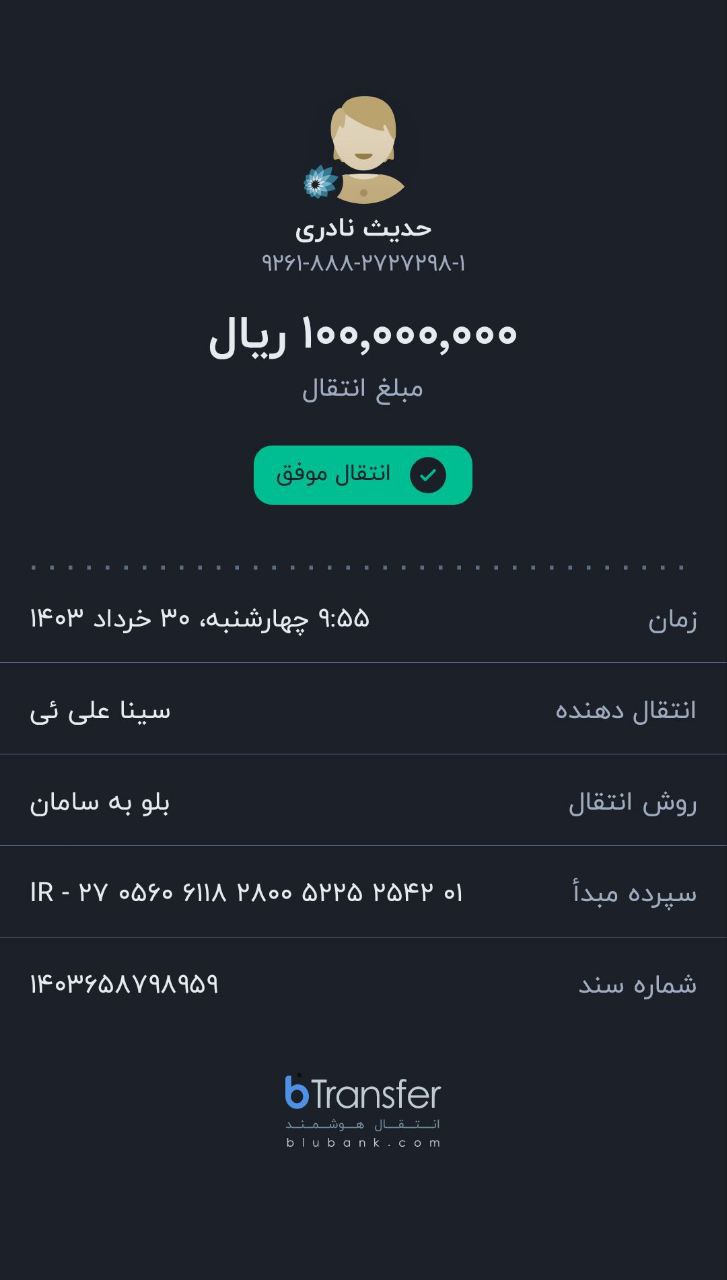 حدیث نادری
۹۲۶۱-۸۸۸-۲۷۲۷۲۹۸-۱
۱۰۰,۰۰۰,۰۰۰ ریال
مبلغ انتقال
انتقال موفق
زمان ۹:۵۵ چهارشنبه، ۳۰ خرداد ۱۴۰۳
انتقال دهنده سینا علی ئی
روش انتقال بلو به سامان
سپرده مبدأ IR - ۲۷ ۰۵۶۰ ۶۱۱۸ ۲۸۰۰ ۵۲۲۵ ۲۵۴۲ ۰۱
شماره سند ۱۴۰۳۶۵۸۷۹۸۹۵۹
bTransfer
انتقال هوشمند
blubank.com